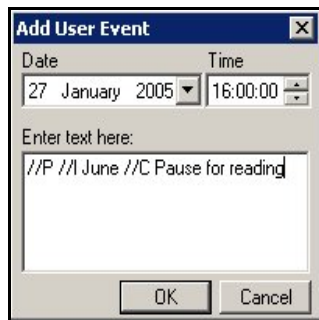 Add User Event
Date Time
27 January 2005 16:00:00
Enter text here:
//P //I June //C Pause for reading
OK Cancel